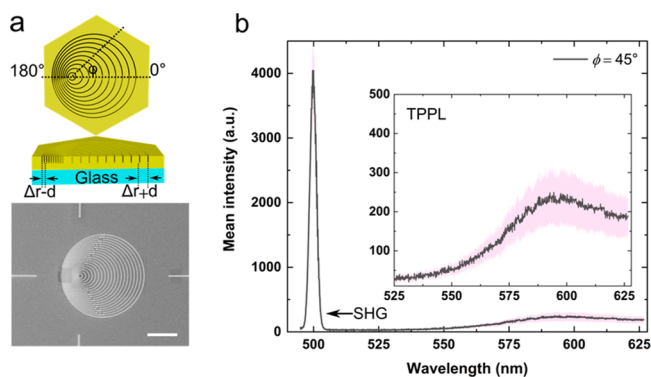 a
180°
φ
0°
Glass
Δr-d
Δr+d
b
Mean intensity (a.u.)
4000
3000
2000
1000
0
ϕ = 45°
TPPL
500
400
300
200
100
525
550
575
600
625
SHG
500
525
550
575
600
625
Wavelength (nm)